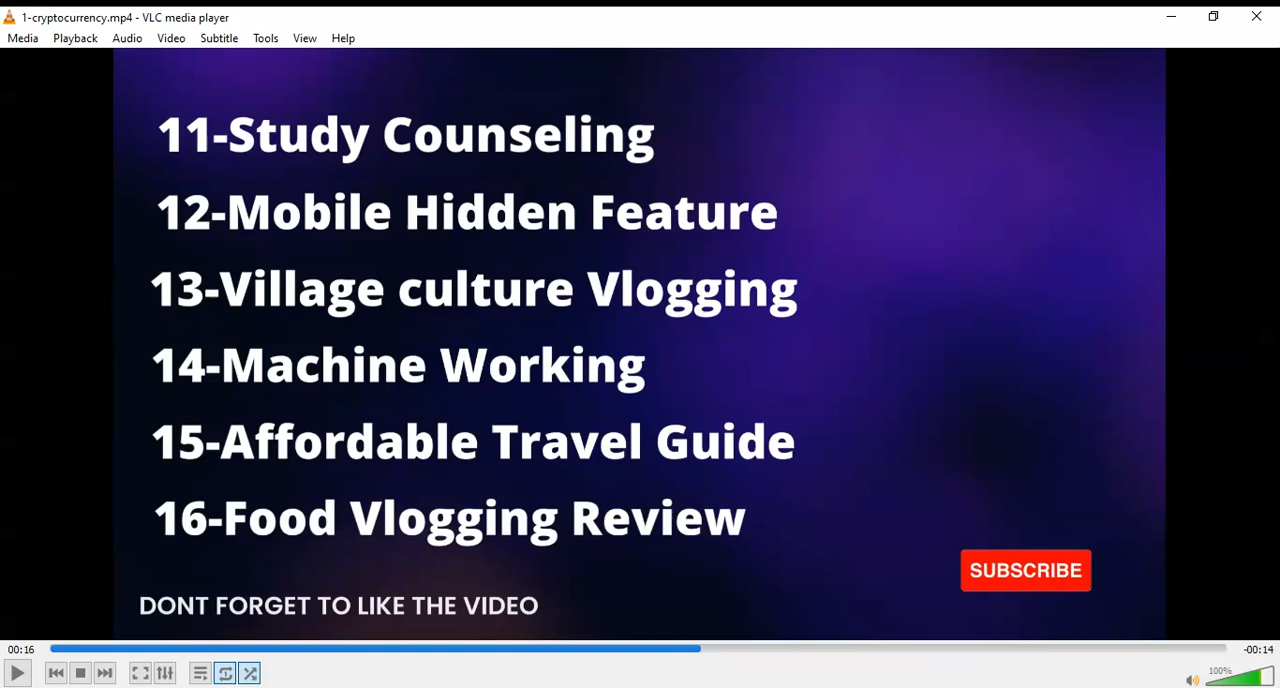 1-cryptocurrency.mp4 - VLC media player
Media Playback Audio Video Subtitle Tools View Help
11-Study Counseling
12-Mobile Hidden Feature
13-Village culture Vlogging
14-Machine Working
15-Affordable Travel Guide
16-Food Vlogging Review
SUBSCRIBE
DONT FORGET TO LIKE THE VIDEO
00:16 -00:14
100%